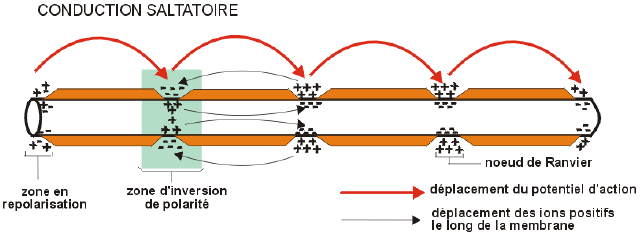 CONDUCTION SALTATOIRE
noeud de Ranvier
zone en
repolarisation
zone d'inversion
de polarité
déplacement du potentiel d'action
déplacement des ions positifs
le long de la membrane